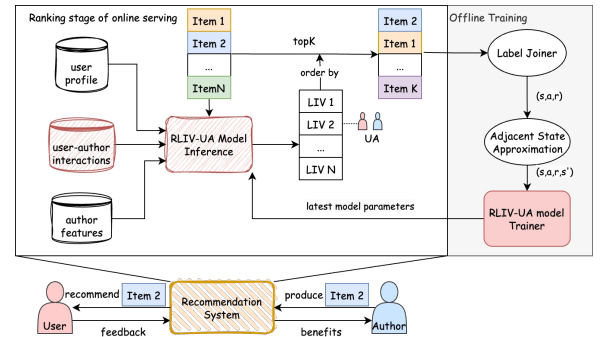 Ranking stage of online serving
Offline Training
Item 1
Item 2
...
ItemN
topK
order by
Item 2
Item 1
...
Item K
Label Joiner
(s,a,r)
Adjacent State
Approximation
(s,a,r,s')
RLIV-UA model
Trainer
user
profile
user-author
interactions
author
features
RLIV-UA Model
Inference
LIV 1
LIV 2
...
LIV N
UA
latest model parameters
recommend
Item 2
feedback
User
Recommendation
System
produce
Item 2
benefits
Author